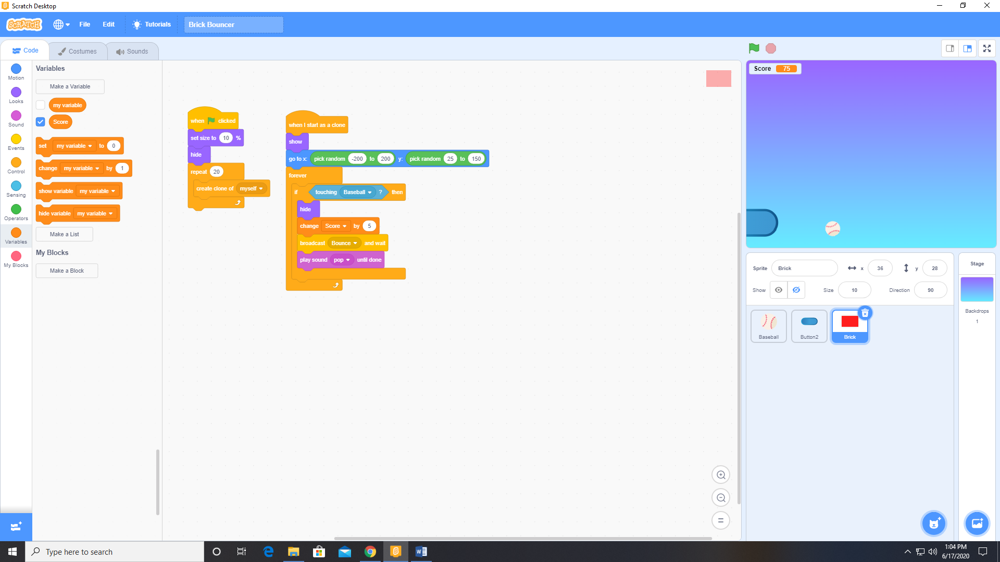 Scratch Desktop
SCRATCH
File
Edit
Tutorials
Brick Bouncer
Code
Costumes
Sounds
Motion
Looks
Sound
Events
Control
Sensing
Operators
Variables
My Blocks
Variables
Make a Variable
my variable
Score
set my variable to 0
change my variable by 1
show variable my variable
hide variable my variable
Make a List
My Blocks
Make a Block
when clicked
set size to 10 %
hide
repeat 20
create clone of myself
when I start as a clone
show
go to x: pick random -200 to 200 y: pick random 25 to 150
forever
if touching Baseball ? then
hide
change Score by 5
broadcast Bounce and wait
play sound pop until done
Score 75
Sprite Brick x 36 y 28
Show Size 10 Direction 90
Baseball
Button2
Brick
Stage
Backdrops
1
Type here to search
1:04 PM
6/17/2020